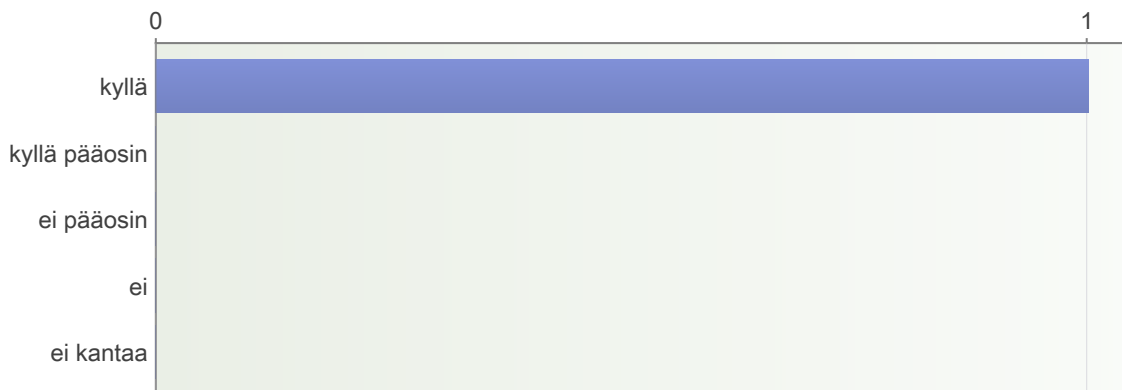 0 1
kyllä
kyllä pääosin
ei pääosin
ei
ei kantaa